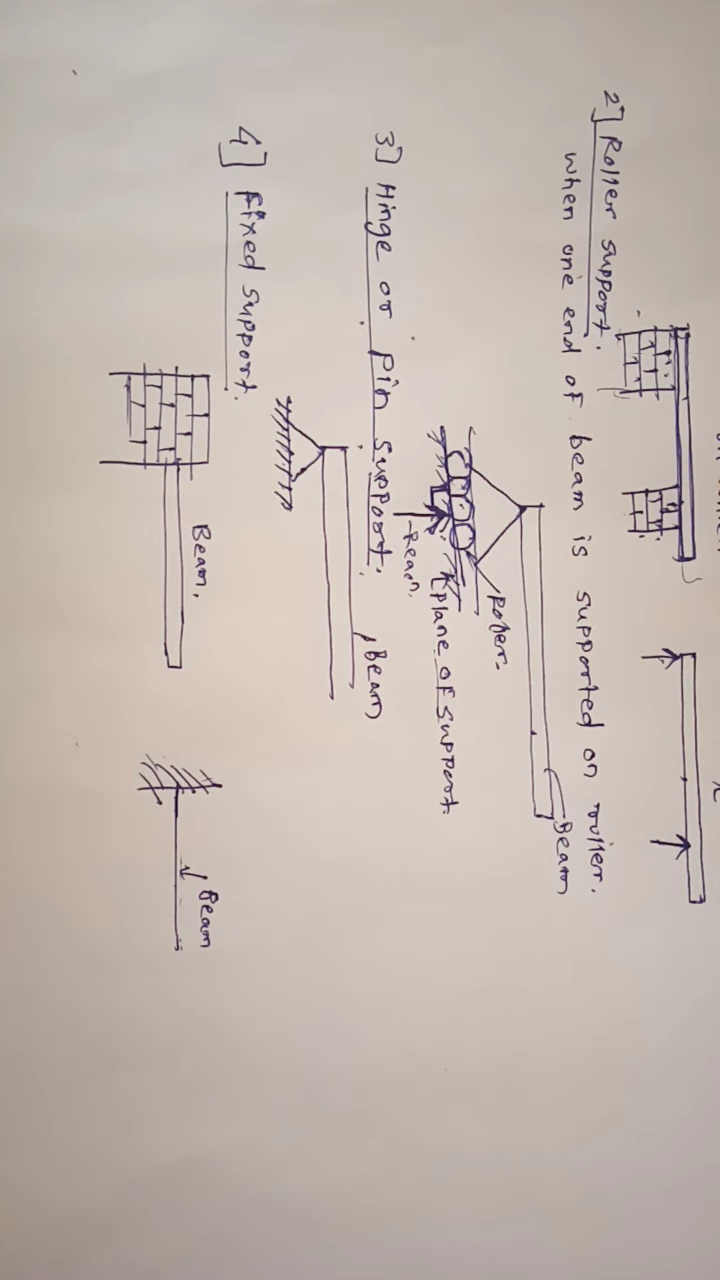 2] Roller support.
when one end of beam is supported on roller.
Beam
Roller
Plane of support.
Reacn.
3] Hinge or Pin support.
Beam
4] Fixed support.
Beam.
Beam